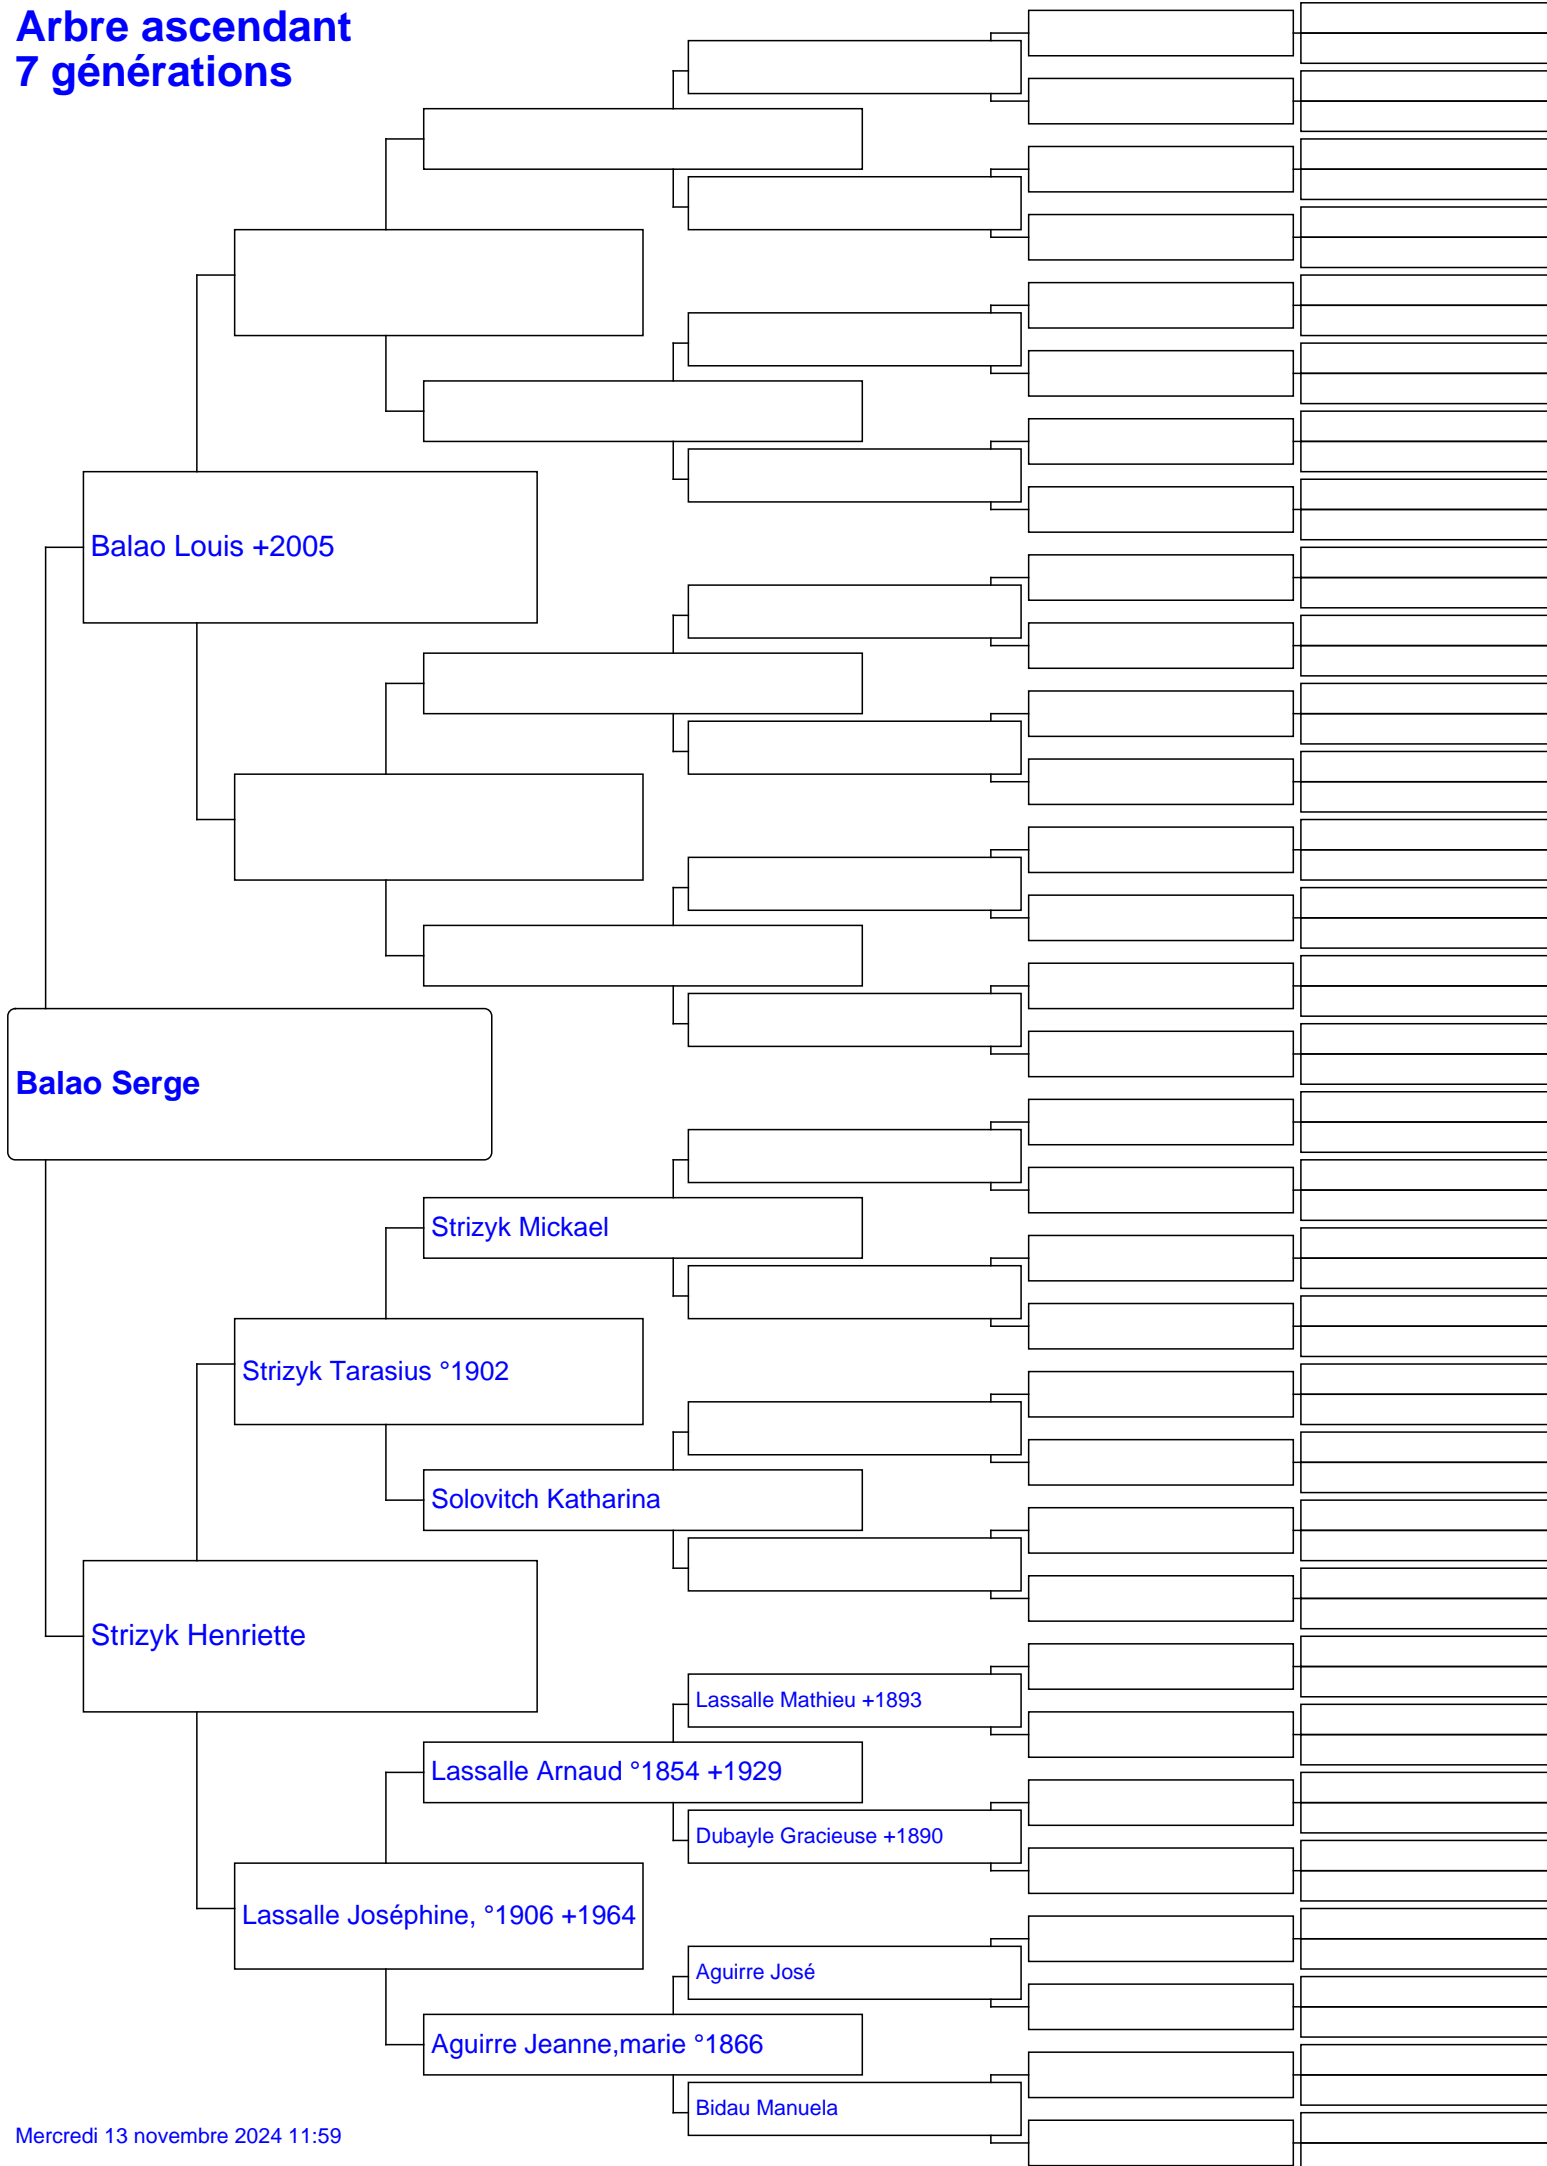 Arbre ascendant
7 générations
Balao Louis +2005
Balao Serge
Strizyk Mickael
Strizyk Tarasius °1902
Solovitch Katharina
Strizyk Henriette
Lassalle Mathieu +1893
Lassalle Arnaud °1854 +1929
Dubayle Gracieuse +1890
Lassalle Joséphine, °1906 +1964
Aguirre José
Aguirre Jeanne,marie °1866
Bidau Manuela
Mercredi 13 novembre 2024 11:59